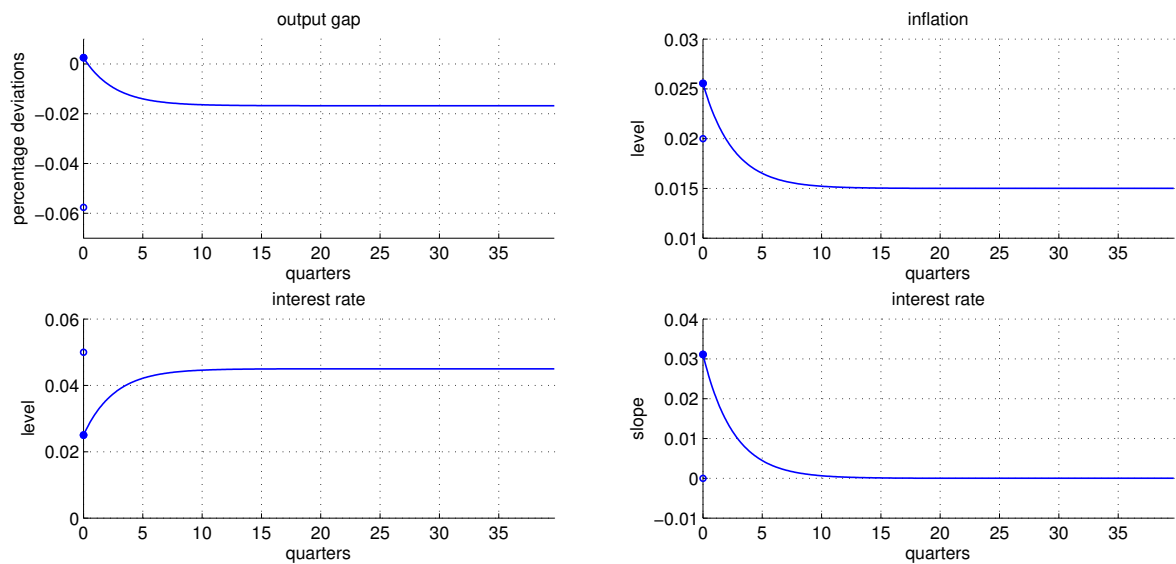 output gap
percentage deviations
0
−0.02
−0.04
−0.06
0 5 10 15 20 25 30 35
quarters
inflation
level
0.03
0.025
0.02
0.015
0.01
0 5 10 15 20 25 30 35
quarters
interest rate
level
0.06
0.04
0.02
0
0 5 10 15 20 25 30 35
quarters
interest rate
slope
0.04
0.03
0.02
0.01
0
−0.01
0 5 10 15 20 25 30 35
quarters